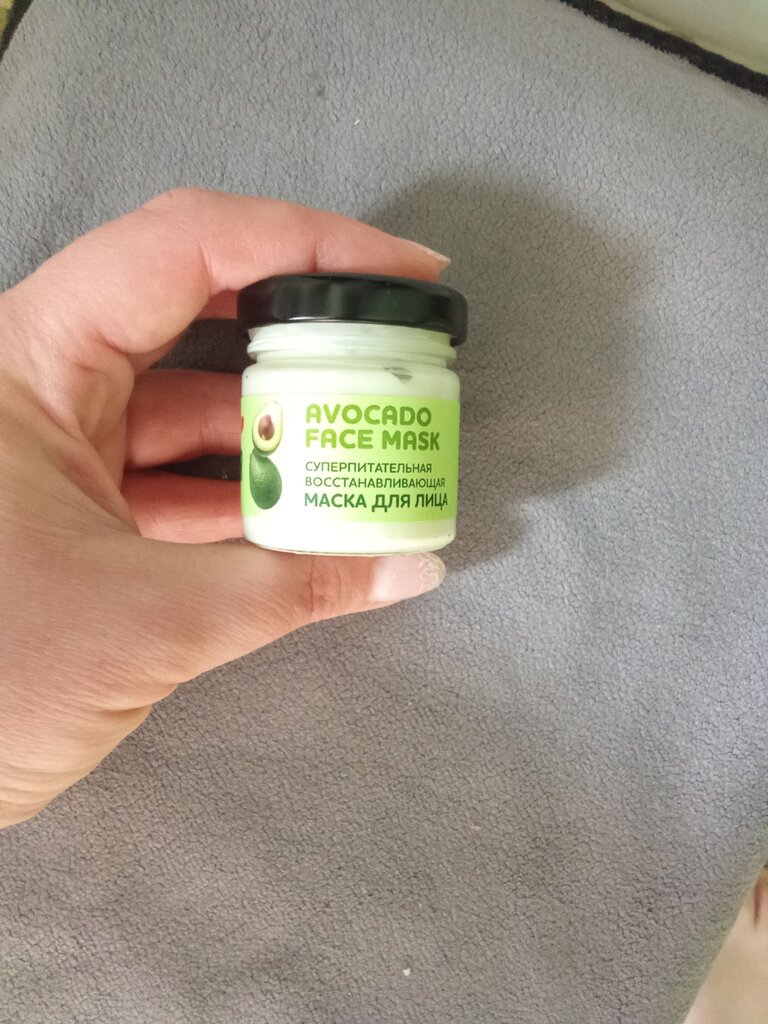 AVOCADO
FACE MASK
СУПЕРПИТАТЕЛЬНАЯ
ВОССТАНАВЛИВАЮЩАЯ
МАСКА ДЛЯ ЛИЦА